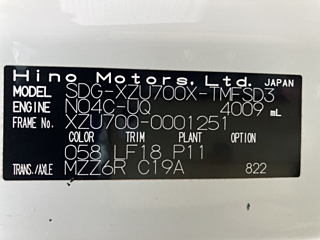 Hino Motors, Ltd. JAPAN
MODEL SDG-XZU700X-TMFSD3
ENGINE N04C-UQ 4009 mL
FRAME No. XZU700-0001251
COLOR TRIM PLANT OPTION
058 LF18 P11
TRANS./AXLE MZZ6R C19A 822